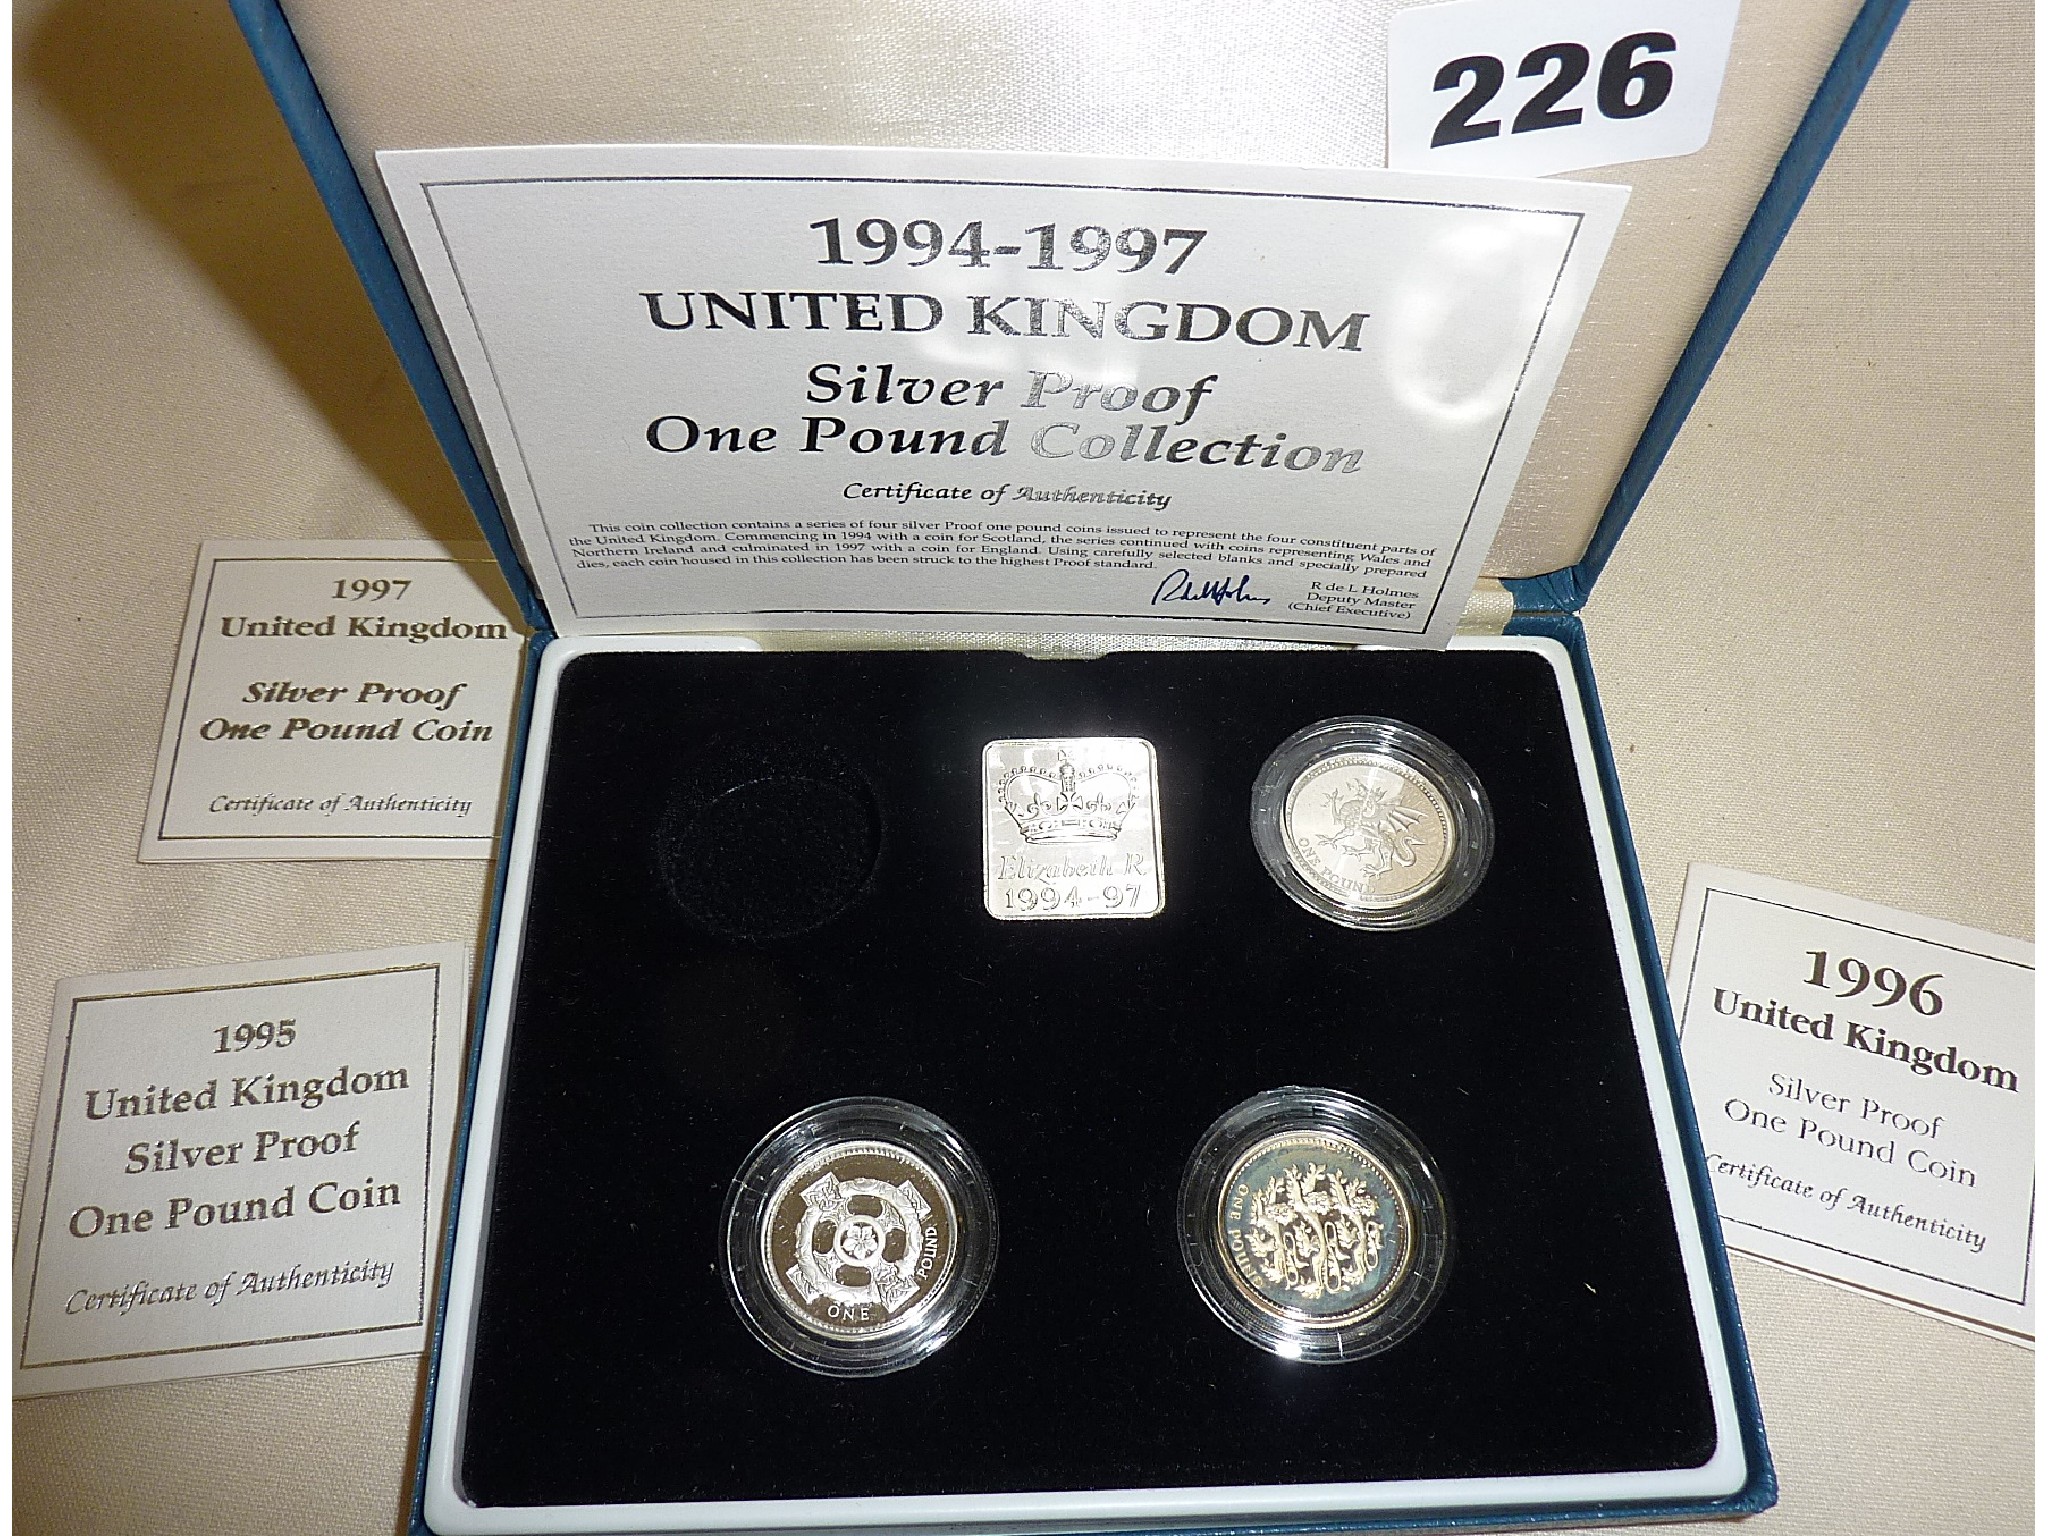 226
1994-1997
UNITED KINGDOM
Silver Proof
One Pound Collection
Certificate of Authenticity
This coin collection contains a series of four silver Proof one pound coins issued to represent the four constituent parts of
the United Kingdom. Commencing in 1994 with a coin for Scotland, the series continued with coins representing Wales and
Northern Ireland and culminated in 1997 with a coin for England. Using carefully selected blanks and specially prepared
dies, each coin housed in this collection has been struck to the highest Proof standard.
R de L Holmes
Deputy Master
(Chief Executive)
1997
United Kingdom
Silver Proof
One Pound Coin
Certificate of Authenticity
Elizabeth R.
1994-97
ONE POUND
1995
United Kingdom
Silver Proof
One Pound Coin
Certificate of Authenticity
1996
United Kingdom
Silver Proof
One Pound Coin
Certificate of Authenticity
ONE POUND
ONE POUND